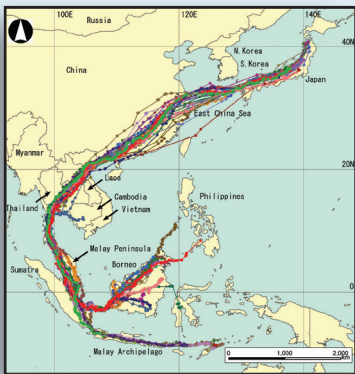 100E
120E
140E
Russia
40N
N.Korea
S.Korea
China
Japan
East China Sea
Myanmar
Laos
20N
Thailand
Cambodia
Vietnam
Philippines
Malay Peninsula
Sumatra
Borneo
0
Malay Archipelago
0 1,000 2,000
km